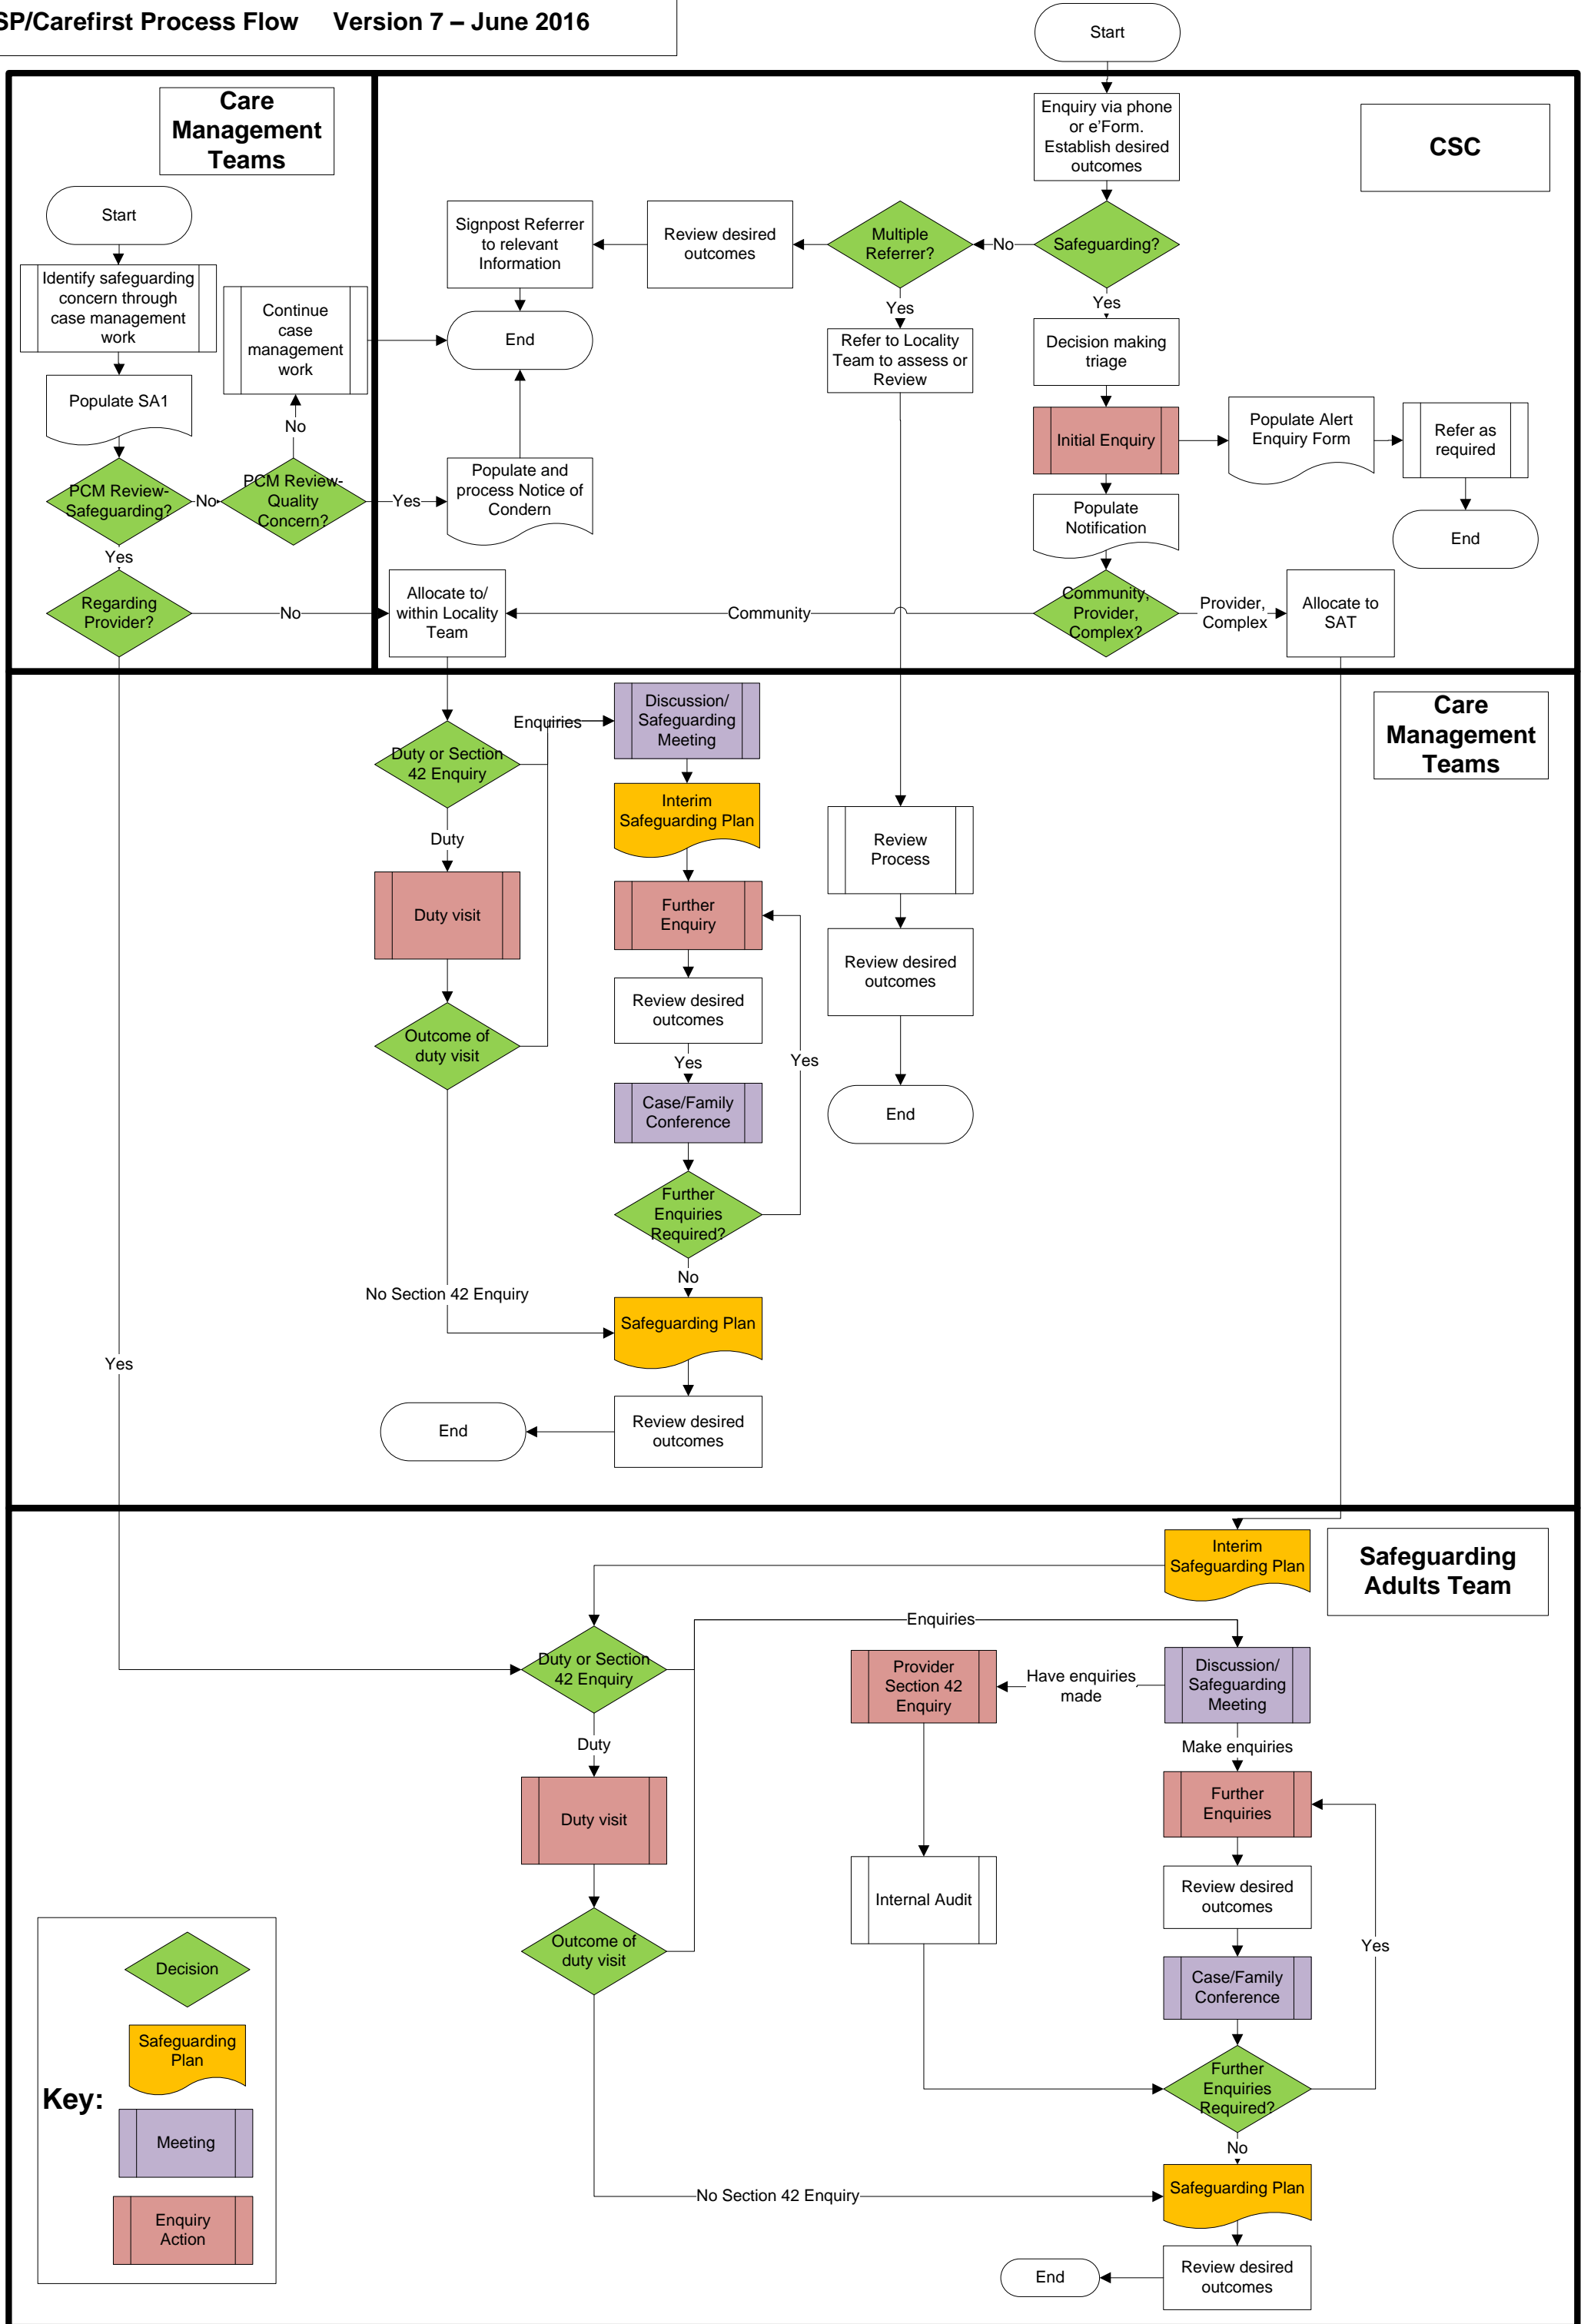 SP/Carefirst Process Flow Version 7 – June 2016
Start
Care
Management
Teams
Enquiry via phone
or e'Form.
Establish desired
outcomes
CSC
Start
Signpost Referrer
to relevant
Information
Review desired
outcomes
Multiple
Referrer?
No
Safeguarding?
Identify safeguarding
concern through
case management
work
Continue
case
management
work
End
Yes
Refer to Locality
Team to assess or
Review
Yes
Decision making
triage
Populate SA1
No
Initial Enquiry
Populate Alert
Enquiry Form
Refer as
required
PCM Review-
Safeguarding?
No
PCM Review-
Quality
Concern?
Yes
Populate and
process Notice of
Condern
Populate
Notification
End
Yes
Regarding
Provider?
No
Allocate to/
within Locality
Team
Community
Community,
Provider,
Complex?
Provider,
Complex
Allocate to
SAT
Care
Management
Teams
Duty or Section
42 Enquiry
Enquiries
Discussion/
Safeguarding
Meeting
Interim
Safeguarding Plan
Duty
Review
Process
Duty visit
Further
Enquiry
Review desired
outcomes
Review desired
outcomes
Outcome of
duty visit
Yes
Yes
Case/Family
Conference
End
Further
Enquiries
Required?
No
No Section 42 Enquiry
Safeguarding Plan
Yes
End
Review desired
outcomes
Interim
Safeguarding Plan
Safeguarding
Adults Team
Enquiries
Duty or Section
42 Enquiry
Provider
Section 42
Enquiry
Have enquiries
made
Discussion/
Safeguarding
Meeting
Duty
Make enquiries
Duty visit
Further
Enquiries
Internal Audit
Review desired
outcomes
Outcome of
duty visit
Yes
Case/Family
Conference
Further
Enquiries
Required?
No
No Section 42 Enquiry
Safeguarding Plan
End
Review desired
outcomes
Key:
Decision
Safeguarding
Plan
Meeting
Enquiry
Action